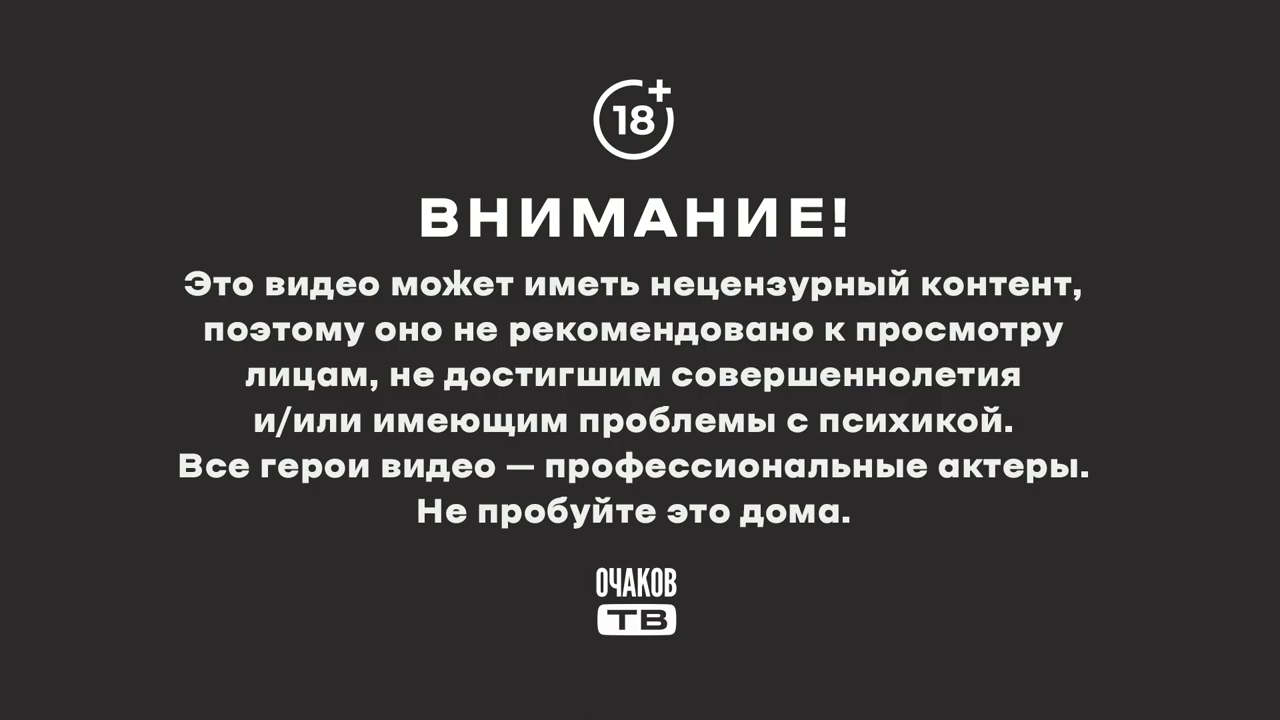 18+
ВНИМАНИЕ!
Это видео может иметь нецензурный контент,
поэтому оно не рекомендовано к просмотру
лицам, не достигшим совершеннолетия
и/или имеющим проблемы с психикой.
Все герои видео — профессиональные актеры.
Не пробуйте это дома.
ОЧАКОВ
ТВ